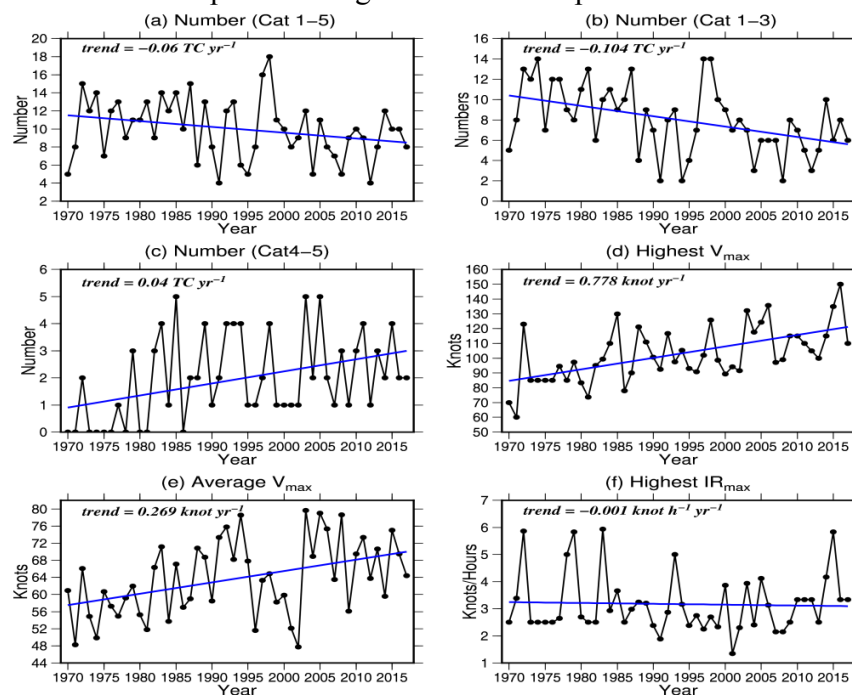 (a) Number (Cat 1−5)
trend = −0.06 TC yr−1
20
18
16
14
12
10
8
6
4
2
Number
1970 1975 1980 1985 1990 1995 2000 2005 2010 2015
Year
(b) Number (Cat 1−3)
trend = −0.104 TC yr−1
16
14
12
10
8
6
4
2
0
Numbers
1970 1975 1980 1985 1990 1995 2000 2005 2010 2015
Year
(c) Number (Cat4−5)
trend = 0.04 TC yr−1
6
5
4
3
2
1
0
Number
1970 1975 1980 1985 1990 1995 2000 2005 2010 2015
Year
(d) Highest Vmax
trend = 0.778 knot yr−1
160
150
140
130
120
110
100
90
80
70
60
50
Knots
1970 1975 1980 1985 1990 1995 2000 2005 2010 2015
Year
(e) Average Vmax
trend = 0.269 knot yr−1
80
76
72
68
64
60
56
52
48
44
Knots
1970 1975 1980 1985 1990 1995 2000 2005 2010 2015
Year
(f) Highest IRmax
trend = −0.001 knot h−1 yr−1
7
6
5
4
3
2
1
Knots/Hours
1970 1975 1980 1985 1990 1995 2000 2005 2010 2015
Year